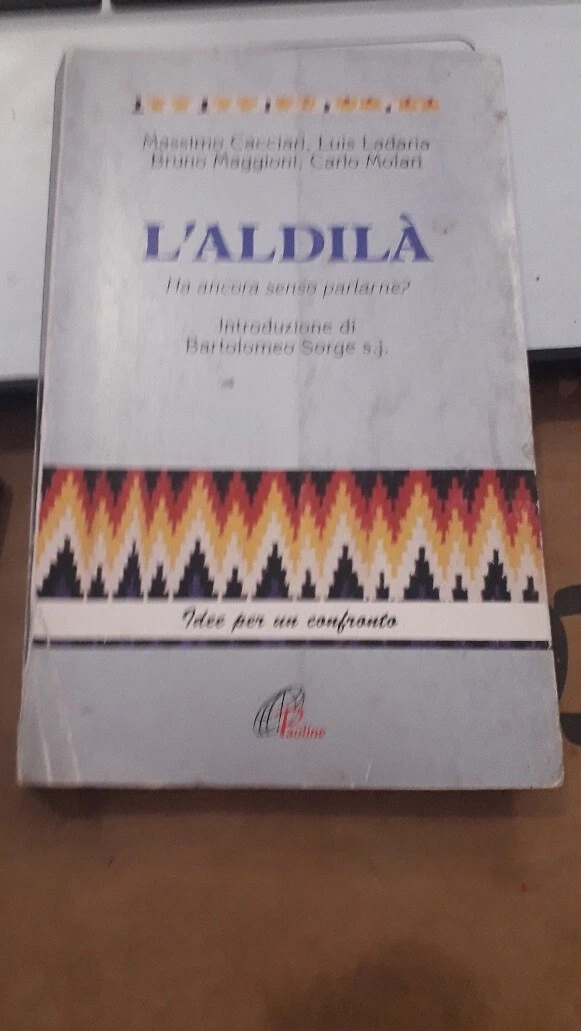 Massimo Cacciari, Luis Ladaria
Bruno Maggioni, Carlo Molari
L'ALDILÀ
Ha ancora senso parlarne?
Introduzione di
Bartolomeo Sorge s.j.
Idee per un confronto
Paoline